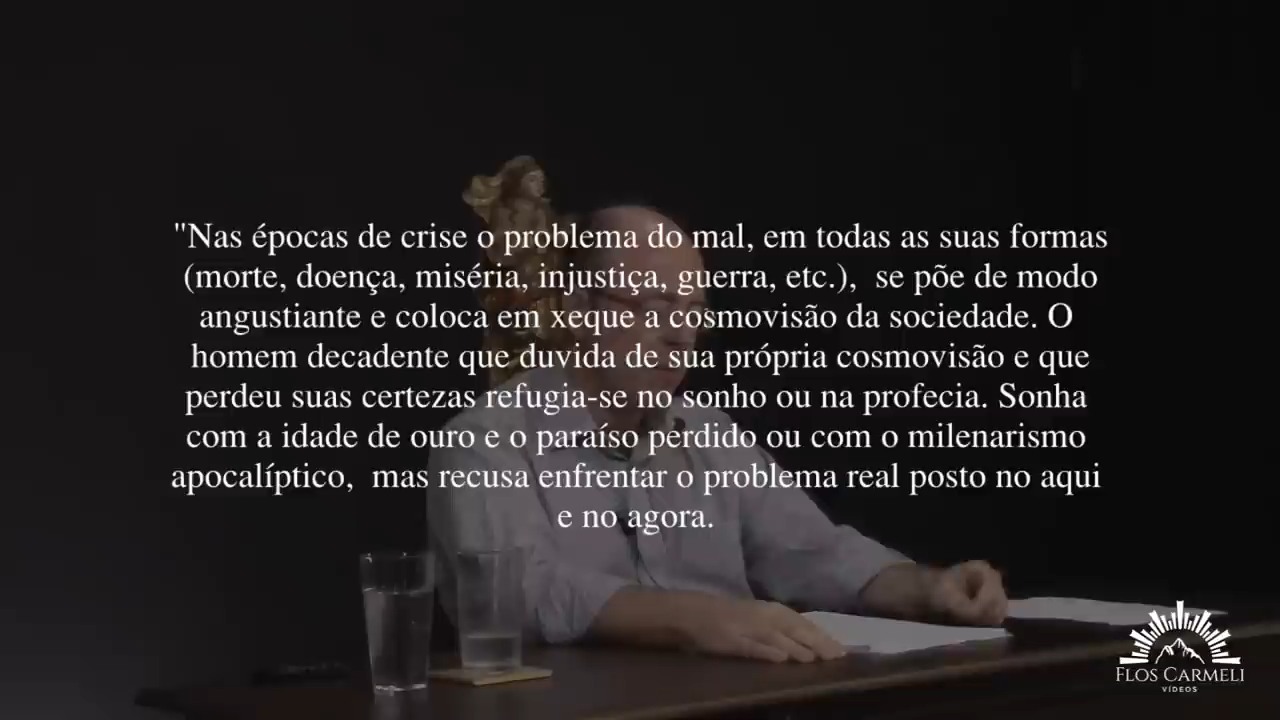 "Nas épocas de crise o problema do mal, em todas as suas formas
(morte, doença, miséria, injustiça, guerra, etc.), se põe de modo
angustiante e coloca em xeque a cosmovisão da sociedade. O
homem decadente que duvida de sua própria cosmovisão e que
perdeu suas certezas refugia-se no sonho ou na profecia. Sonha
com a idade de ouro e o paraíso perdido ou com o milenarismo
apocalíptico, mas recusa enfrentar o problema real posto no aqui
e no agora.
FLOS CARMELI
VÍDEOS